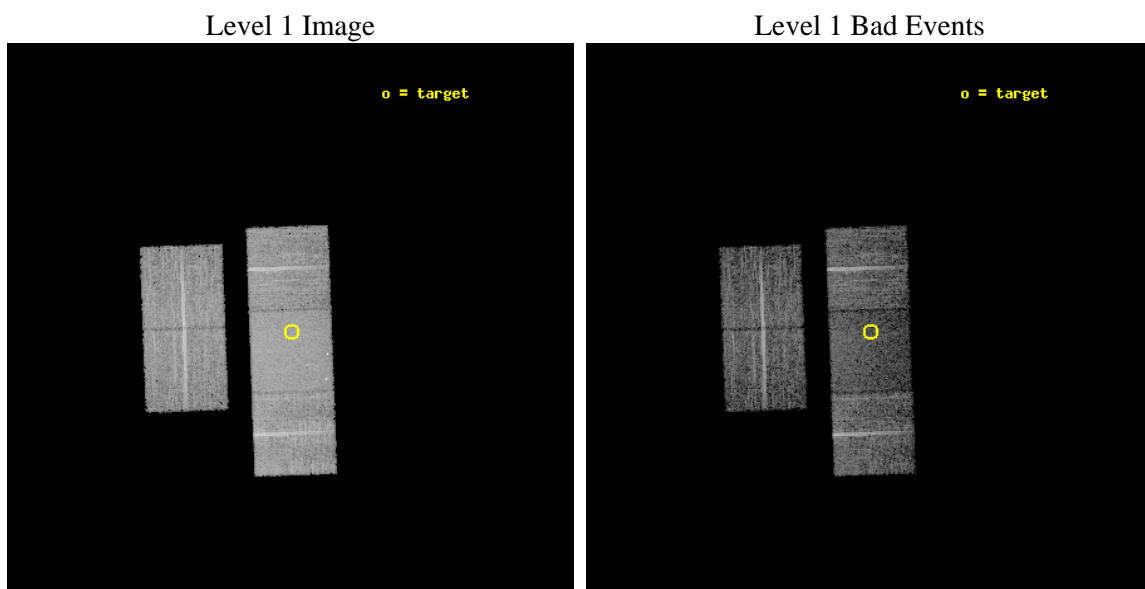 Level 1 Image
Level 1 Bad Events
o = target
o = target